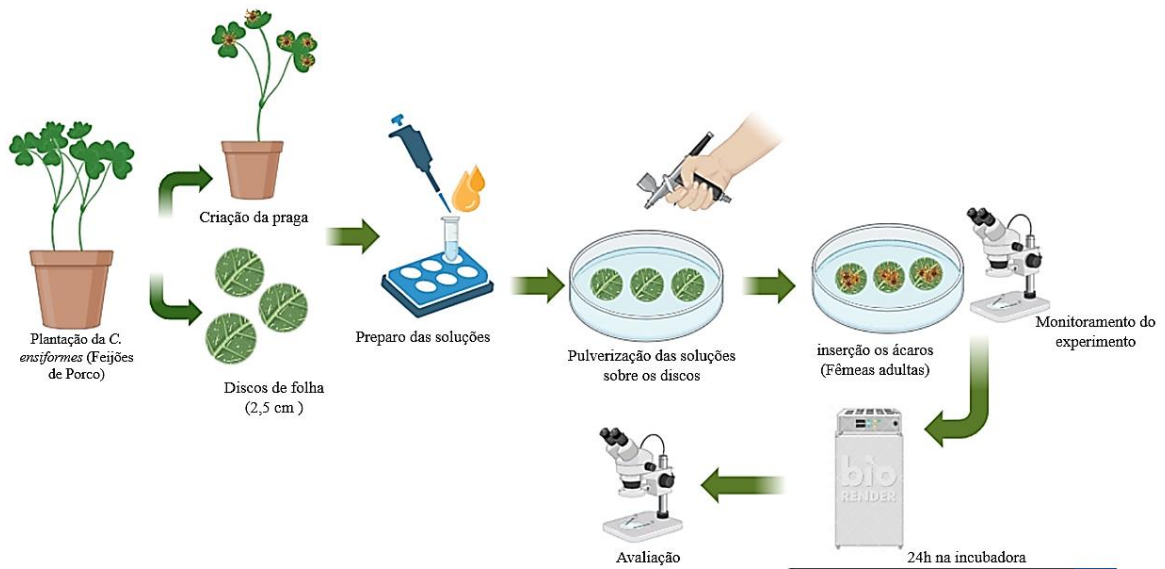 Criação da praga
Plantação da C.
ensiformes (Feijões
de Porco)
Discos de folha
(2,5 cm )
Preparo das soluções
Pulverização das soluções
sobre os discos
inserção os ácaros
(Fêmeas adultas)
Monitoramento do
experimento
bio
RENDER
24h na incubadora
Avaliação